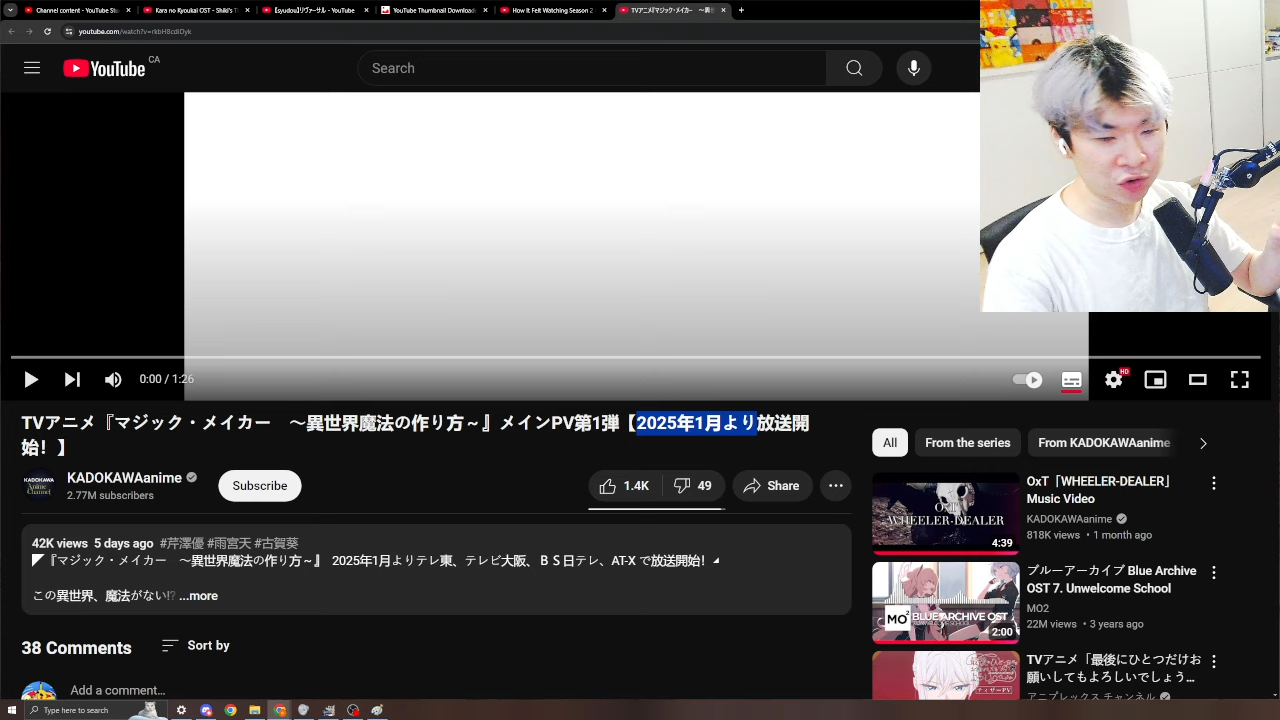 Channel content - YouTube Stu
Kara no Kyoukai OST - Shiki's T
【syudou】リヴァーサル - YouTube
YouTube Thumbnail Downloade
How It Felt Watching Season 2
TVアニメ『マジック・メイカー　～異
youtube.com/watch?v=rkbH8cdiDyk
YouTube CA
Search
HD
0:00 / 1:26
TVアニメ『マジック・メイカー　～異世界魔法の作り方～』メインPV第1弾【2025年1月より放送開
始！】
KADOKAWAanime
2.77M subscribers
Subscribe
1.4K
49
Share
42K views 5 days ago #芹澤優 #雨宮天 #古賀葵
◤『マジック・メイカー　～異世界魔法の作り方～』 2025年1月よりテレ東、テレビ大阪、ＢＳ日テレ、AT-X で放送開始！◢
この異世界、魔法がない!? ...more
38 Comments
Sort by
Add a comment...
All
From the series
From KADOKAWAanime
KADOKAWA
Anime Channel
OxT
WHEELER-DEALER
4:39
OxT「WHEELER-DEALER」
Music Video
KADOKAWAanime
818K views • 1 month ago
MO2
BLUE ARCHIVE OST
2:00
ブルーアーカイブ Blue Archive
OST 7. Unwelcome School
MO2
22M views • 3 years ago
TVアニメ「最後にひとつだけお
願いしてもよろしいでしょう...
アニプレックス チャンネル
Type here to search